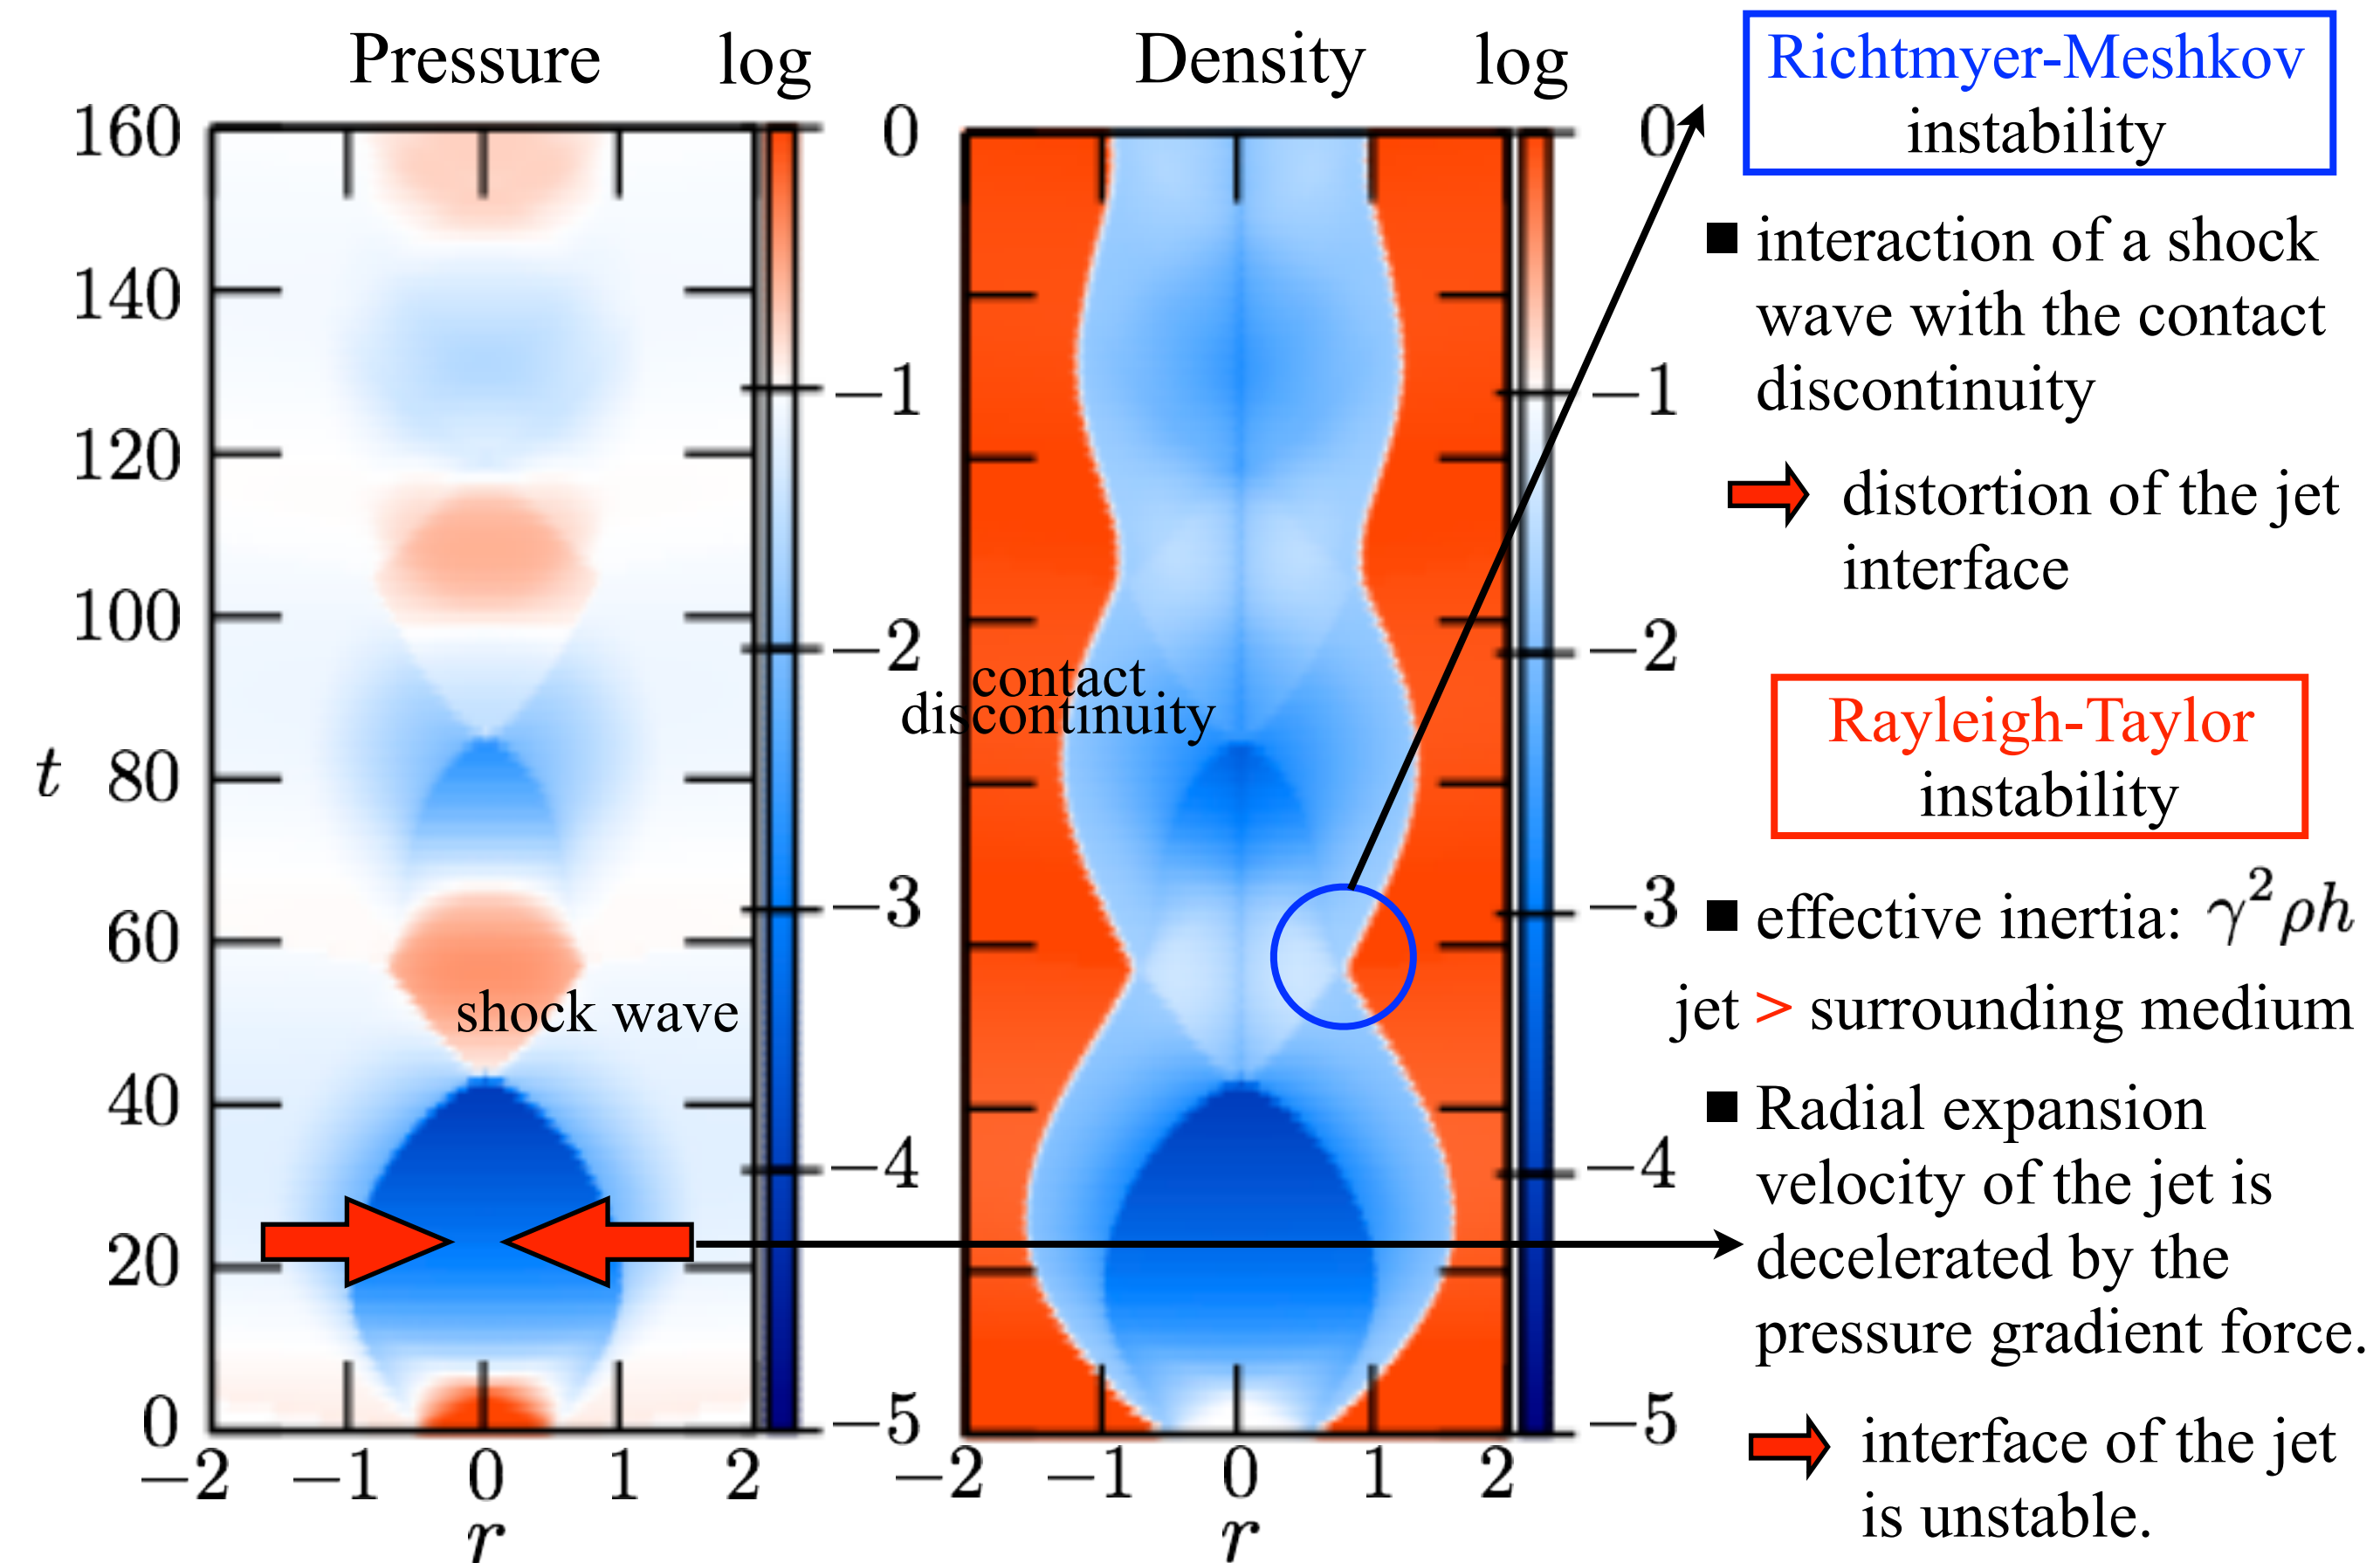 Pressure
log
160
140
120
100
80
60
40
20
0
t
−2 −1 0 1 2
r
0
−1
−2
−3
−4
−5
shock wave
Density
log
contact
discontinuity
−2 −1 0 1 2
r
0
−1
−2
−3
−4
−5
Richtmyer-Meshkov
instability
■ interaction of a shock
wave with the contact
discontinuity
distortion of the jet
interface
Rayleigh-Taylor
instability
■ effective inertia: γ²ρh
jet > surrounding medium
■ Radial expansion
velocity of the jet is
decelerated by the
pressure gradient force.
interface of the jet
is unstable.